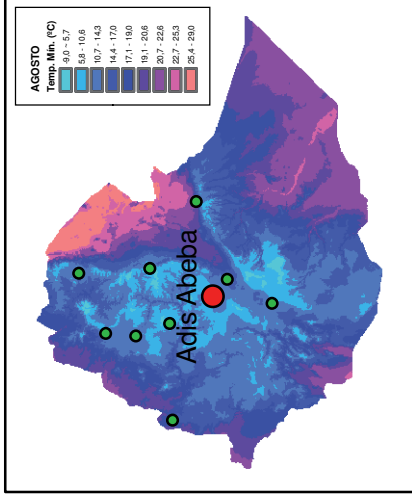 AGOSTO
Temp. Mín. (ºC)
-9,0 ~ 5,7
5,8 - 10,6
10,7 - 14,3
14,4 - 17,0
17,1 - 19,0
19,1 - 20,6
20,7 - 22,6
22,7 - 25,3
25,4 - 29,0
Adis Abeba